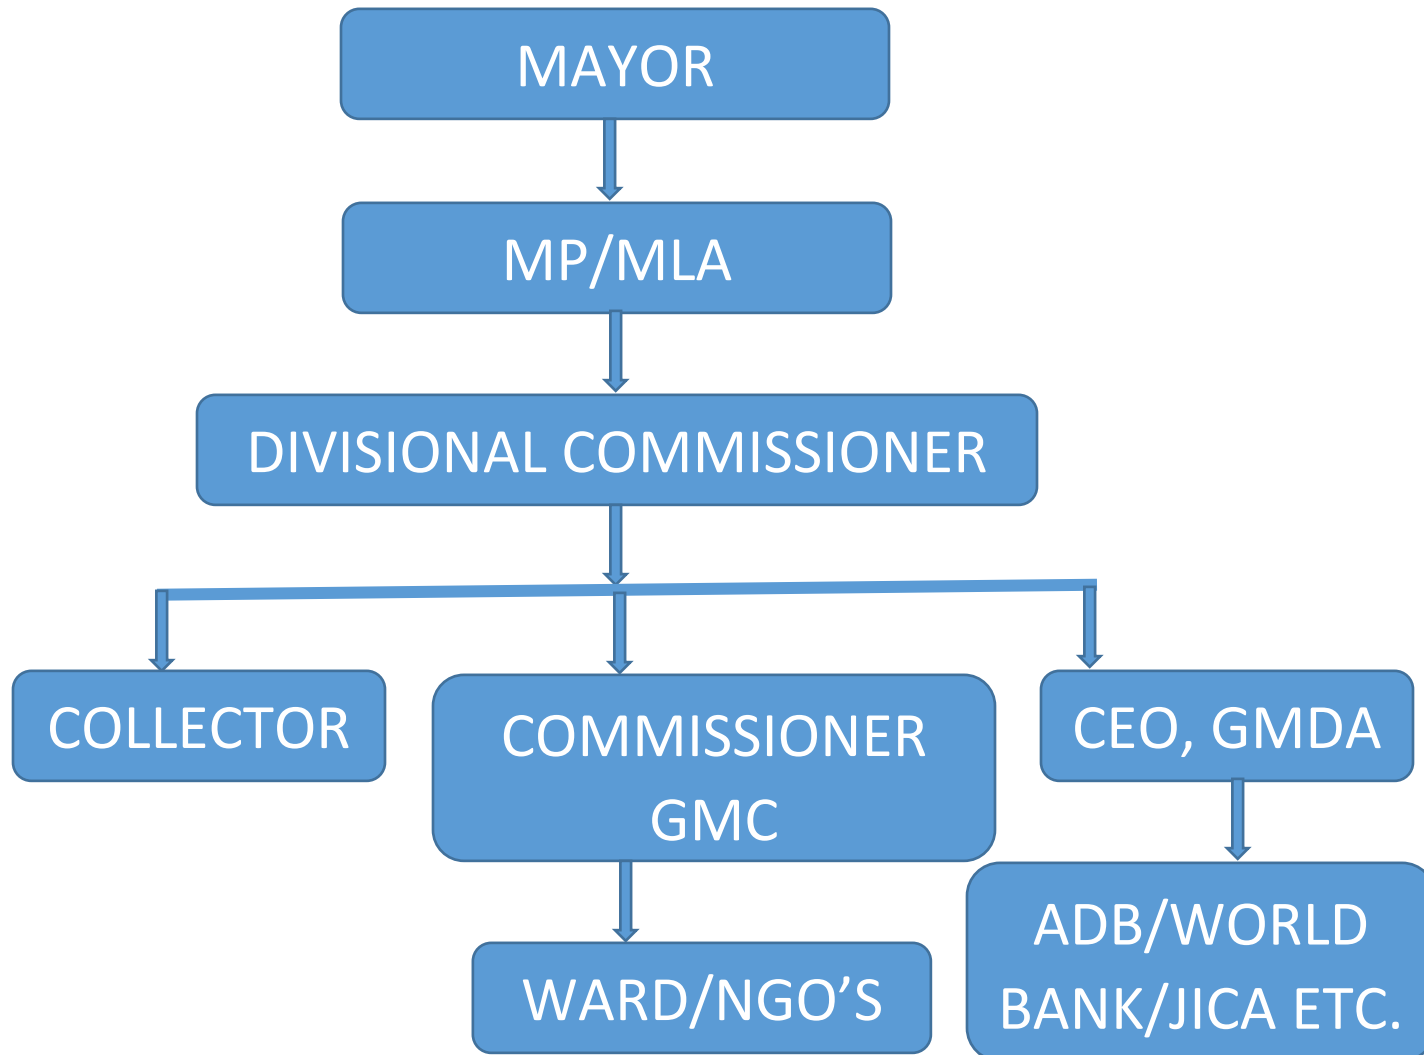 MAYOR
MP/MLA
DIVISIONAL COMMISSIONER
COLLECTOR
COMMISSIONER
GMC
CEO, GMDA
WARD/NGO’S
ADB/WORLD
BANK/JICA ETC.